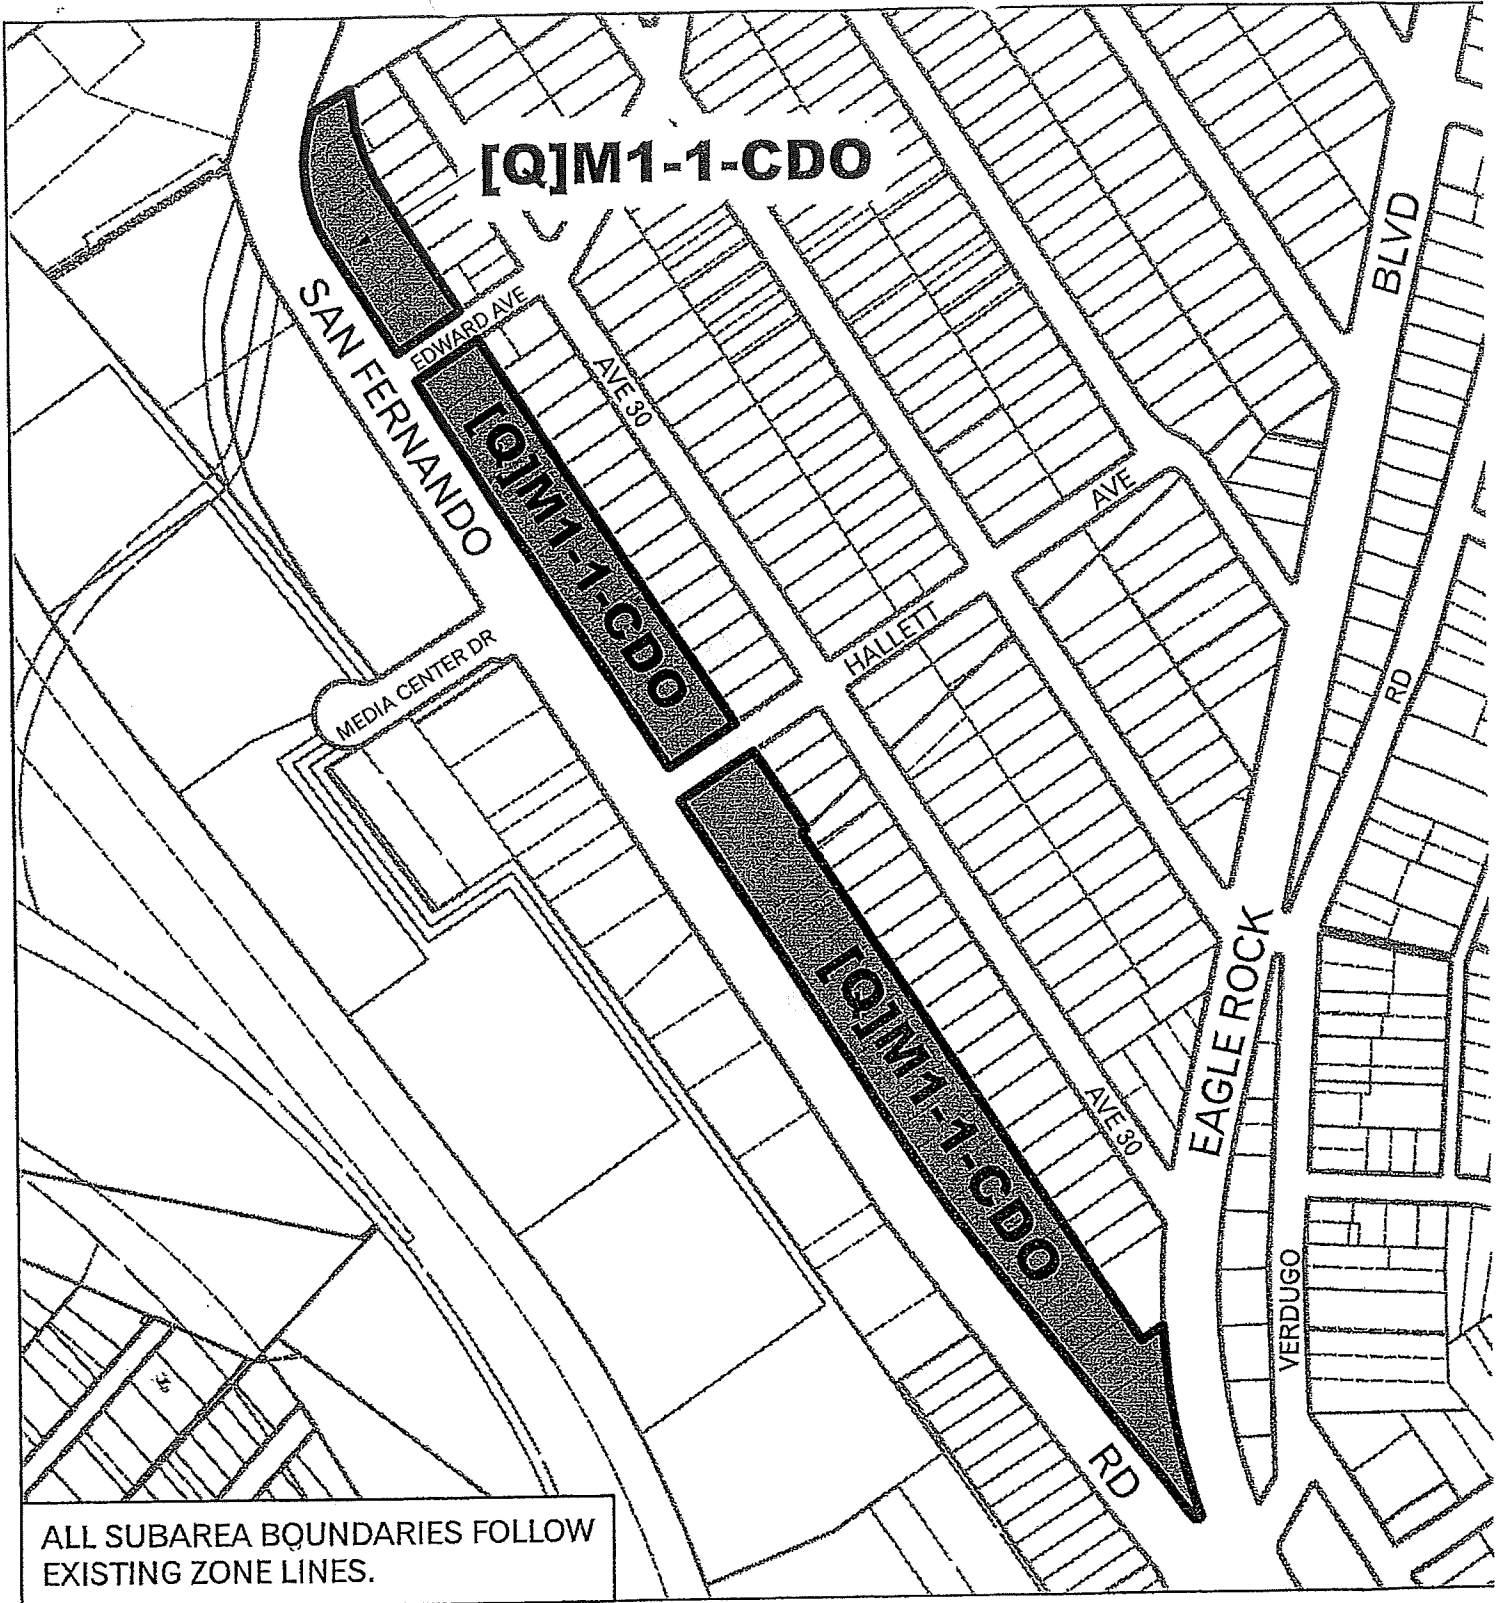 [Q]M1-1-CDO
BLVD
SAN FERNANDO
EDWARD AVE
AVE 30
[Q]M1-1-CDO
AVE
HALLETT
MEDIA CENTER DR
RD
EAGLE ROCK
[Q]M1-1-CDO
AVE 30
VERDUGO
RD
ALL SUBAREA BOUNDARIES FOLLOW
EXISTING ZONE LINES.